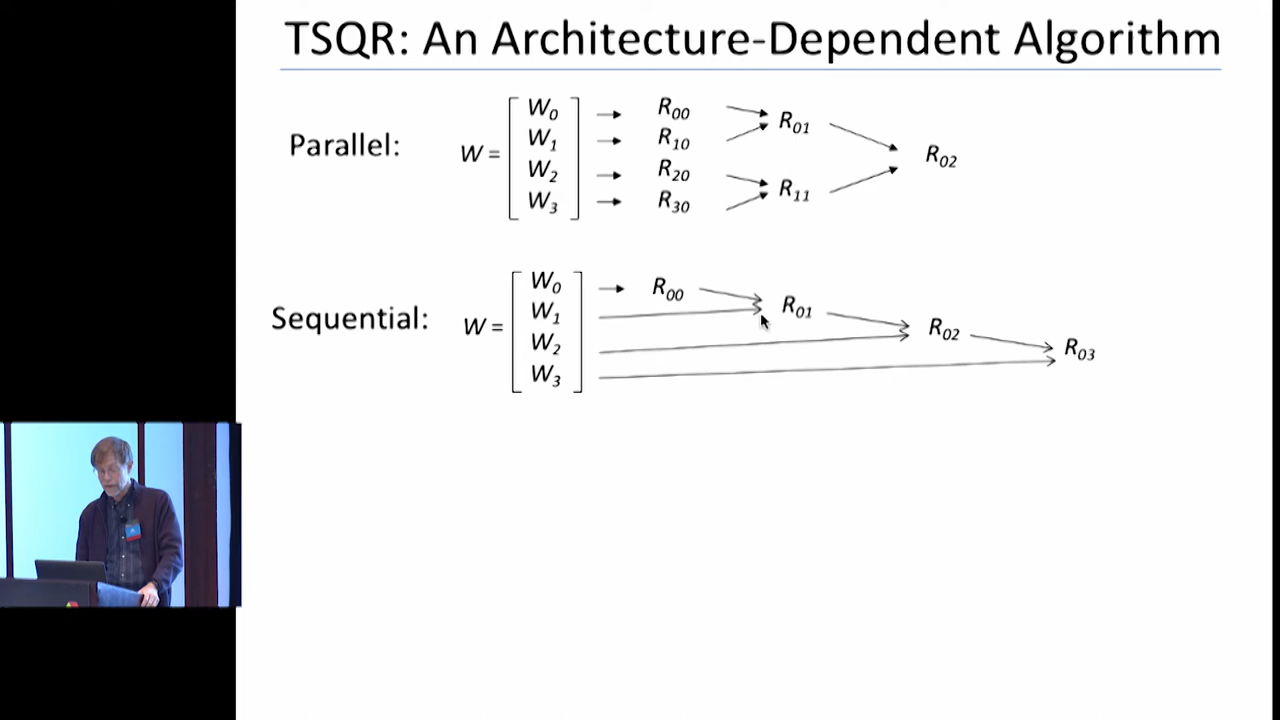 TSQR: An Architecture-Dependent Algorithm
Parallel: W = [ W0 W1 W2 W3 ] → R00 R10 R20 R30 → R01 R11 → R02
Sequential: W = [ W0 W1 W2 W3 ] → R00 → R01 → R02 → R03